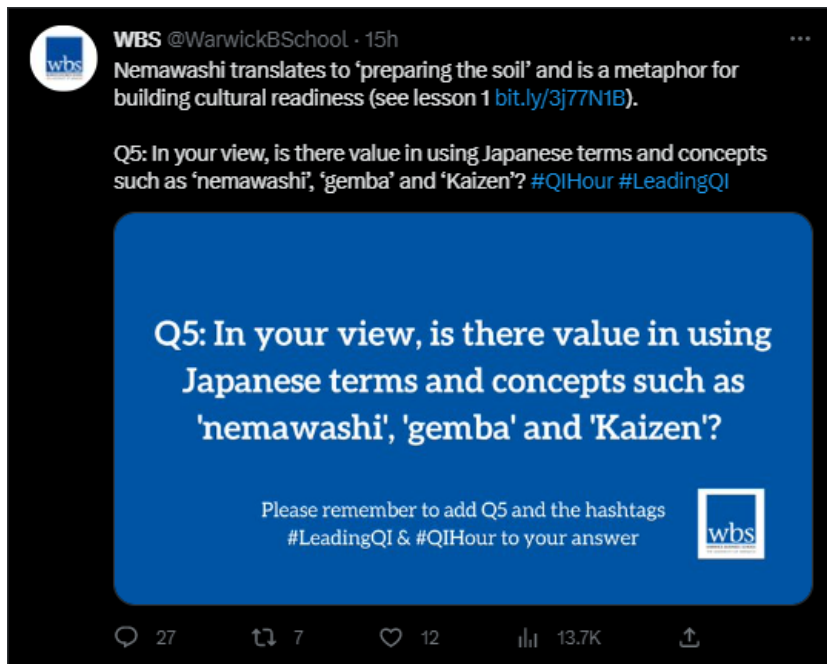 WBS @WarwickBSchool · 15h
Nemawashi translates to ‘preparing the soil’ and is a metaphor for
building cultural readiness (see lesson 1 bit.ly/3j77N1B).
Q5: In your view, is there value in using Japanese terms and concepts
such as ‘nemawashi’, ‘gemba’ and ‘Kaizen’? #QIHour #LeadingQI
Q5: In your view, is there value in using
Japanese terms and concepts such as
'nemawashi', 'gemba' and 'Kaizen'?
Please remember to add Q5 and the hashtags
#LeadingQI & #QIHour to your answer
wbs
27 7 12 13.7K
wbs